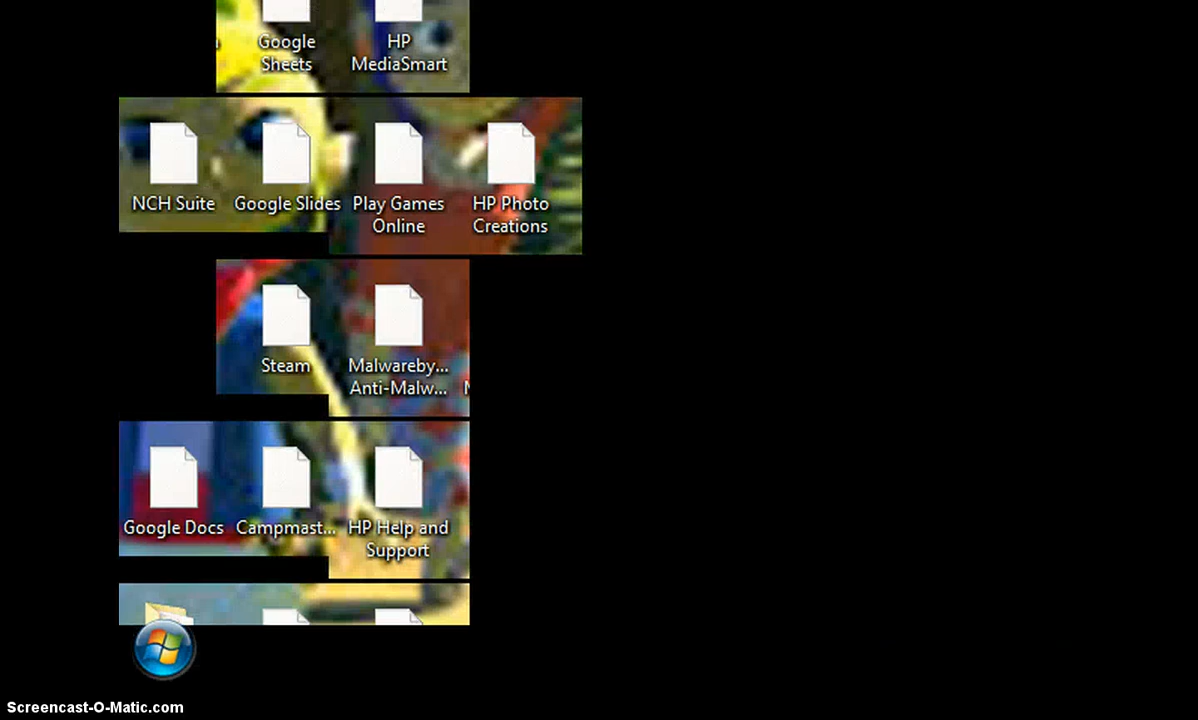 Google
Sheets
HP
MediaSmart
NCH Suite
Google Slides
Play Games
Online
HP Photo
Creations
Steam
Malwareby...
Anti-Malw...
Google Docs
Campmast...
HP Help and
Support
Screencast-O-Matic.com